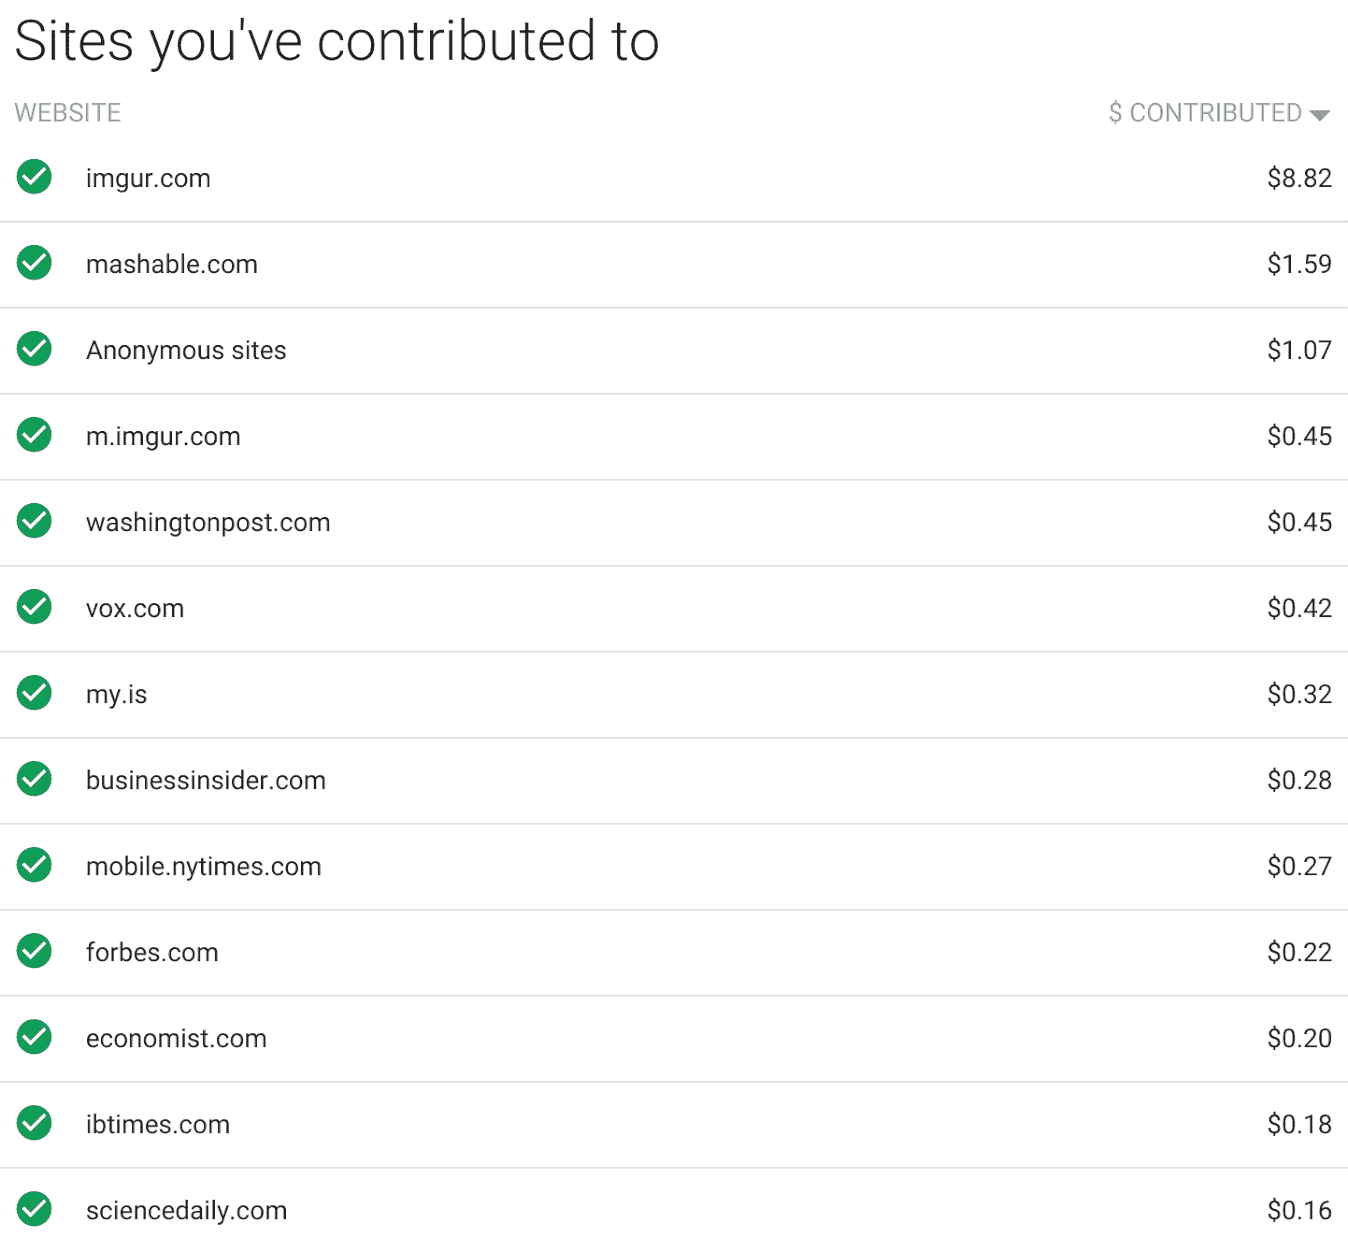 Sites you've contributed to
WEBSITE $ CONTRIBUTED
imgur.com $8.82
mashable.com $1.59
Anonymous sites $1.07
m.imgur.com $0.45
washingtonpost.com $0.45
vox.com $0.42
my.is $0.32
businessinsider.com $0.28
mobile.nytimes.com $0.27
forbes.com $0.22
economist.com $0.20
ibtimes.com $0.18
sciencedaily.com $0.16